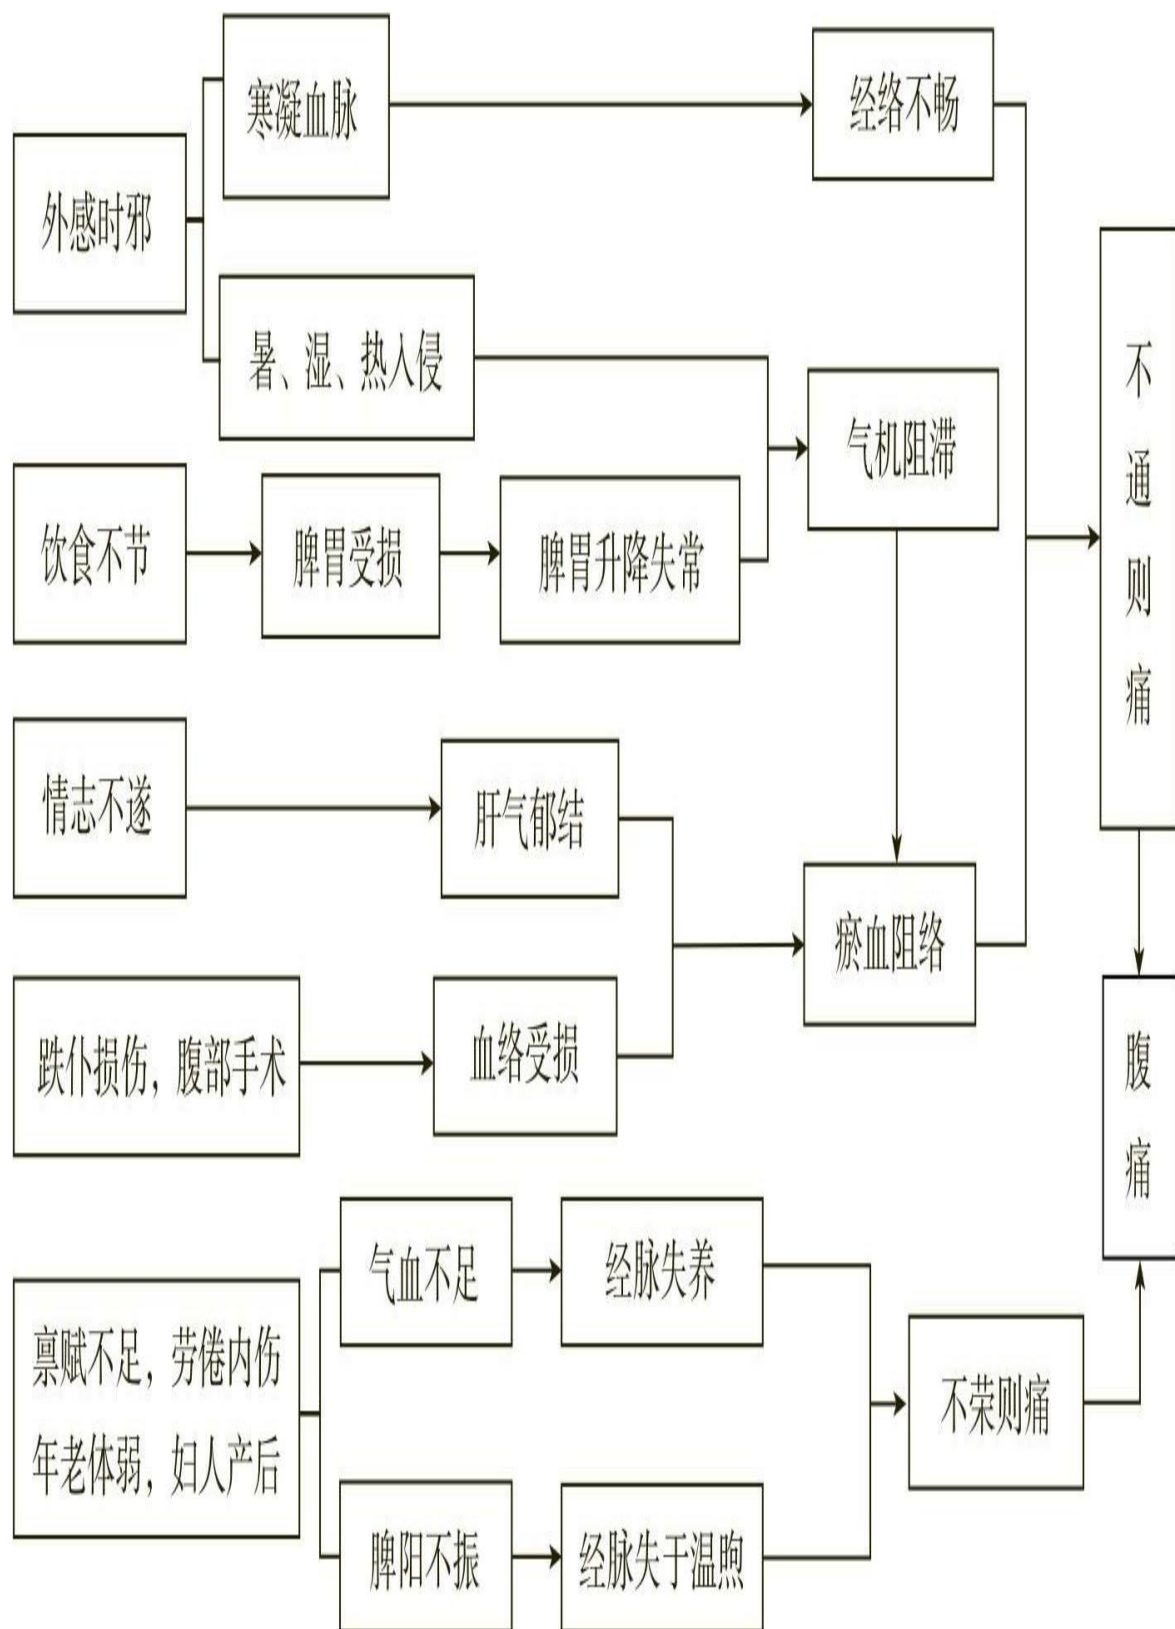 寒凝血脉
经络不畅
外感时邪
暑、湿、热入侵
气机阻滞
不通则痛
饮食不节
脾胃受损
脾胃升降失常
情志不遂
肝气郁结
瘀血阻络
跌仆损伤，腹部手术
血络受损
腹痛
气血不足
经脉失养
禀赋不足，劳倦内伤
年老体弱，妇人产后
不荣则痛
脾阳不振
经脉失于温煦